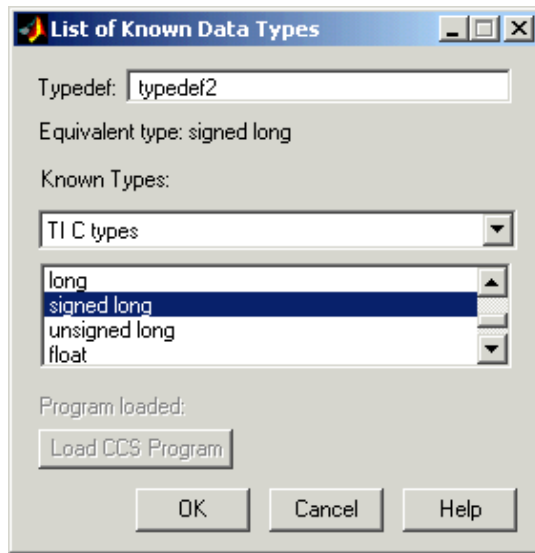 List of Known Data Types
Typedef: typedef2
Equivalent type: signed long
Known Types:
TI C types
long
signed long
unsigned long
float
Program loaded:
Load CCS Program
OK Cancel Help